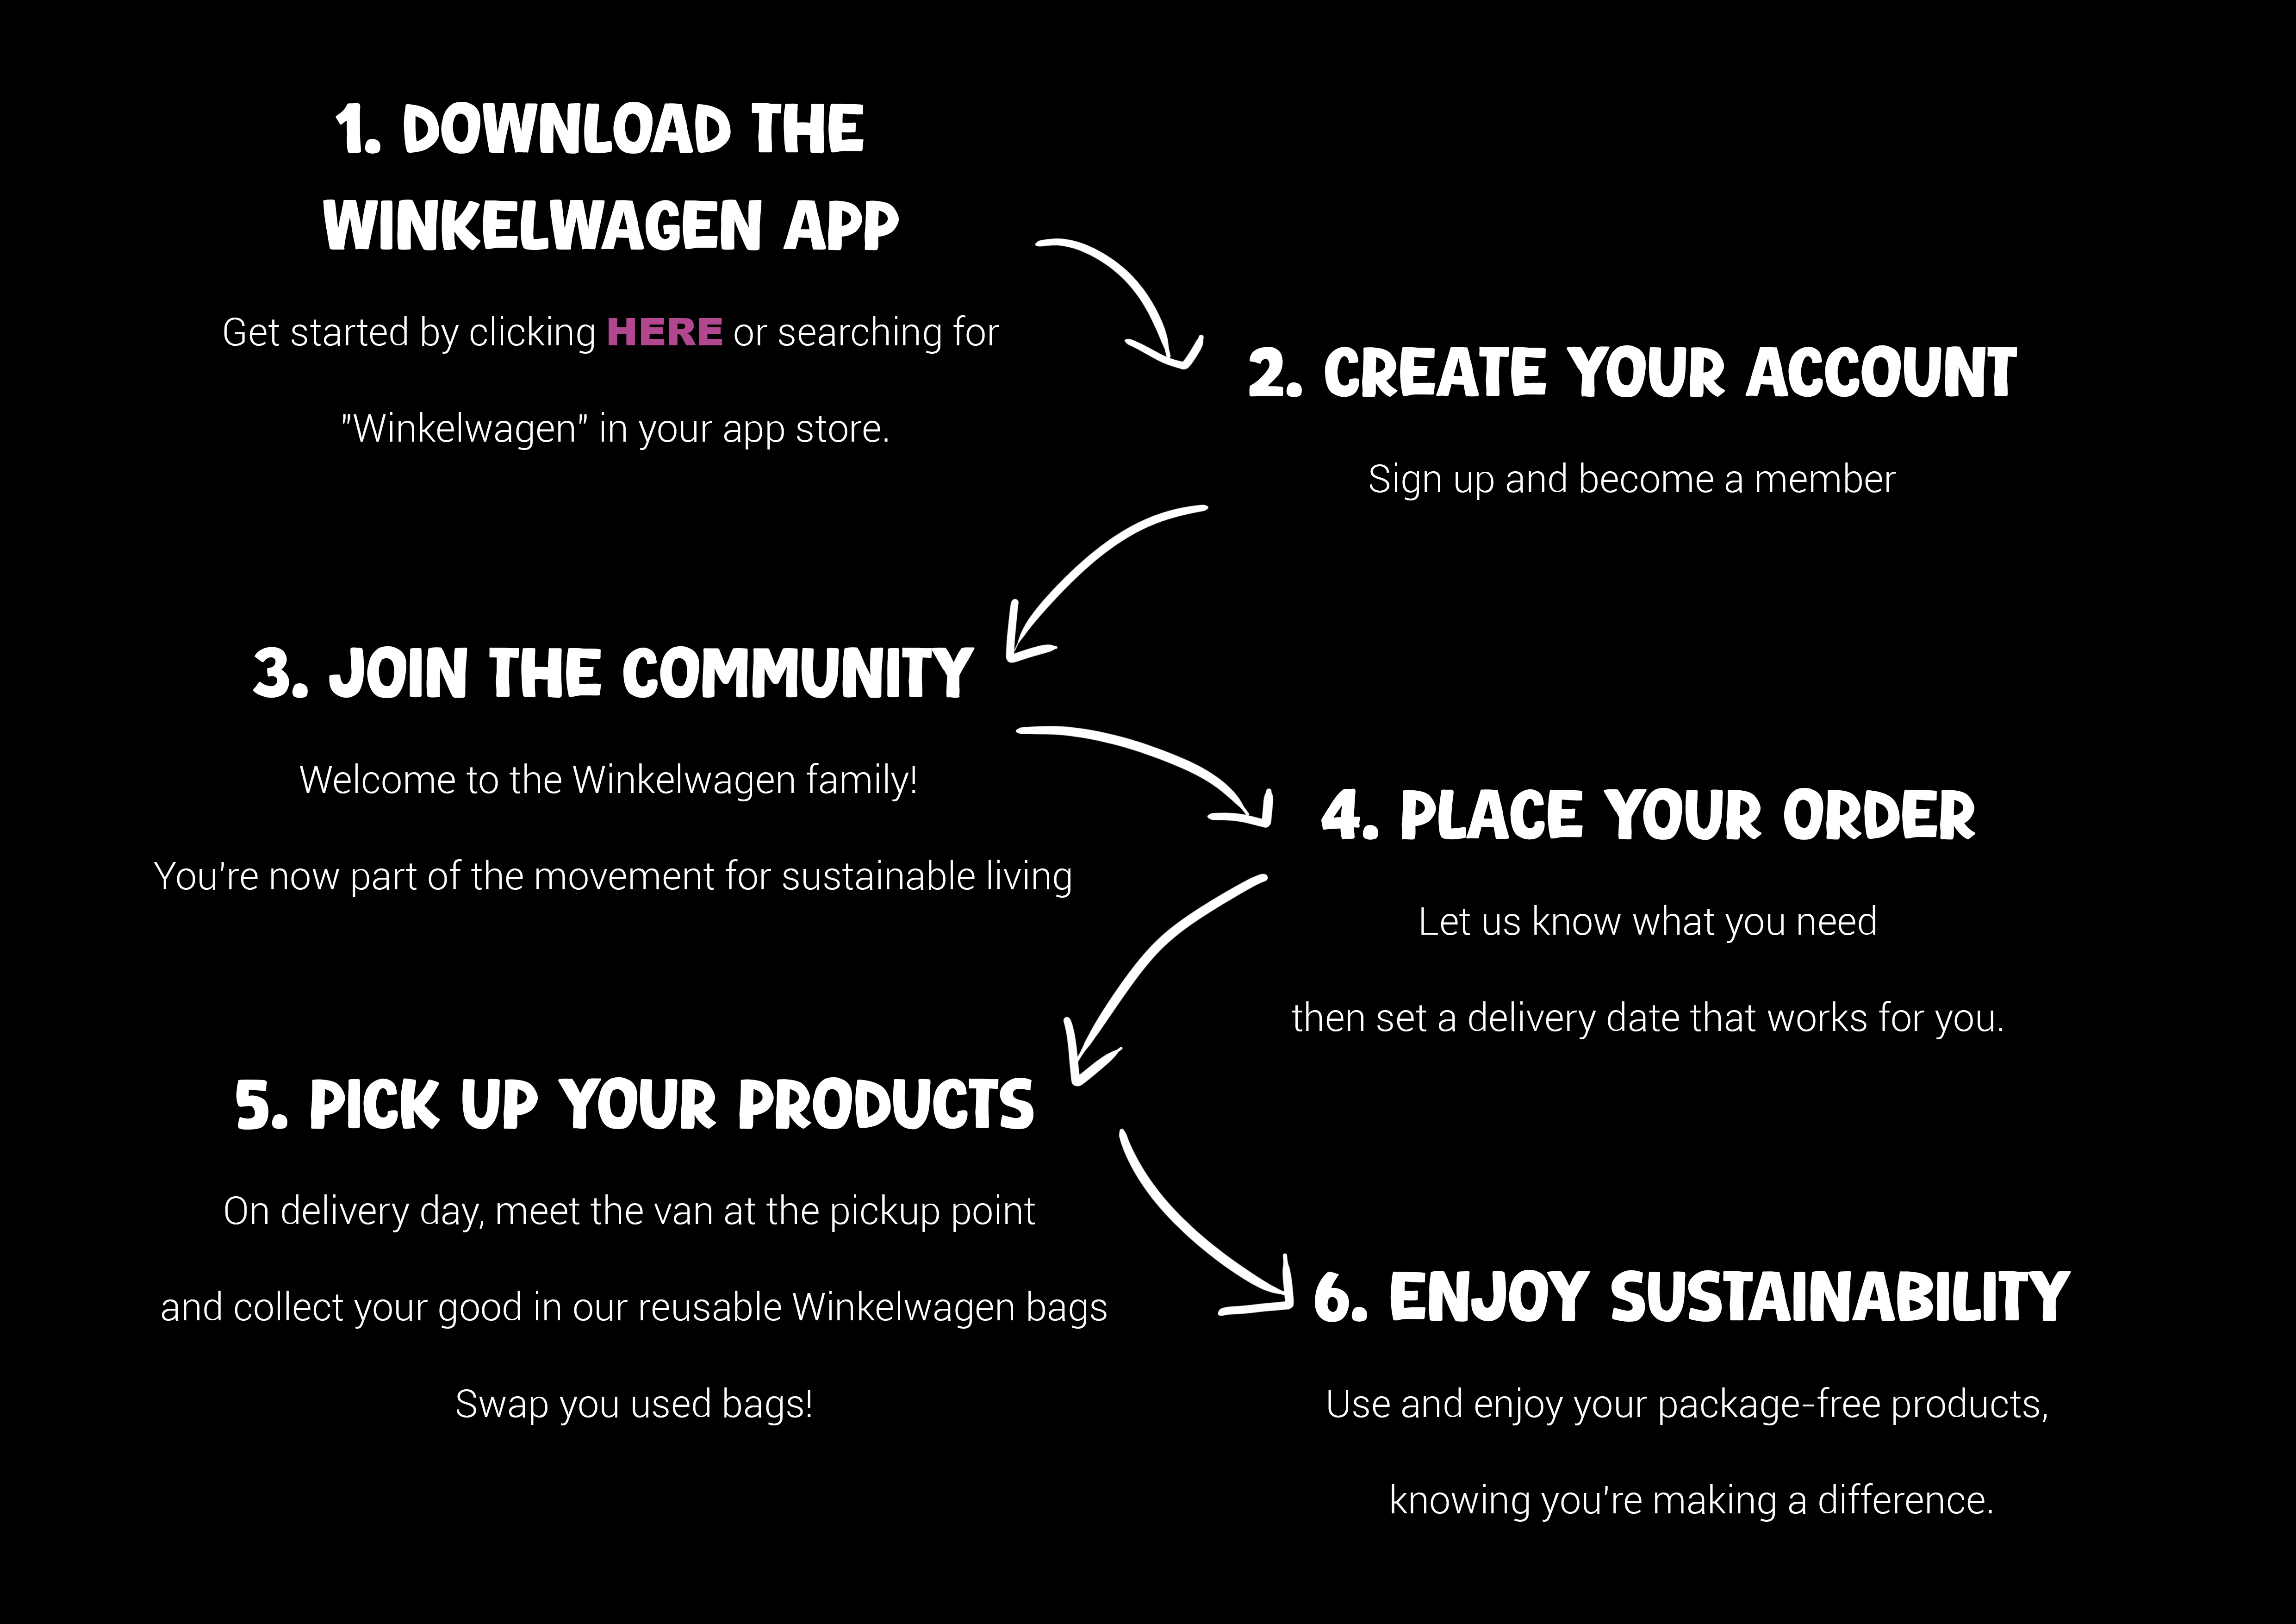 1. DOWNLOAD THE
WINKELWAGEN APP
Get started by clicking HERE or searching for
"Winkelwagen" in your app store.
2. CREATE YOUR ACCOUNT
Sign up and become a member
3. JOIN THE COMMUNITY
Welcome to the Winkelwagen family!
You're now part of the movement for sustainable living
4. PLACE YOUR ORDER
Let us know what you need
then set a delivery date that works for you.
5. PICK UP YOUR PRODUCTS
On delivery day, meet the van at the pickup point
and collect your good in our reusable Winkelwagen bags
Swap you used bags!
6. ENJOY SUSTAINABILITY
Use and enjoy your package-free products,
knowing you're making a difference.